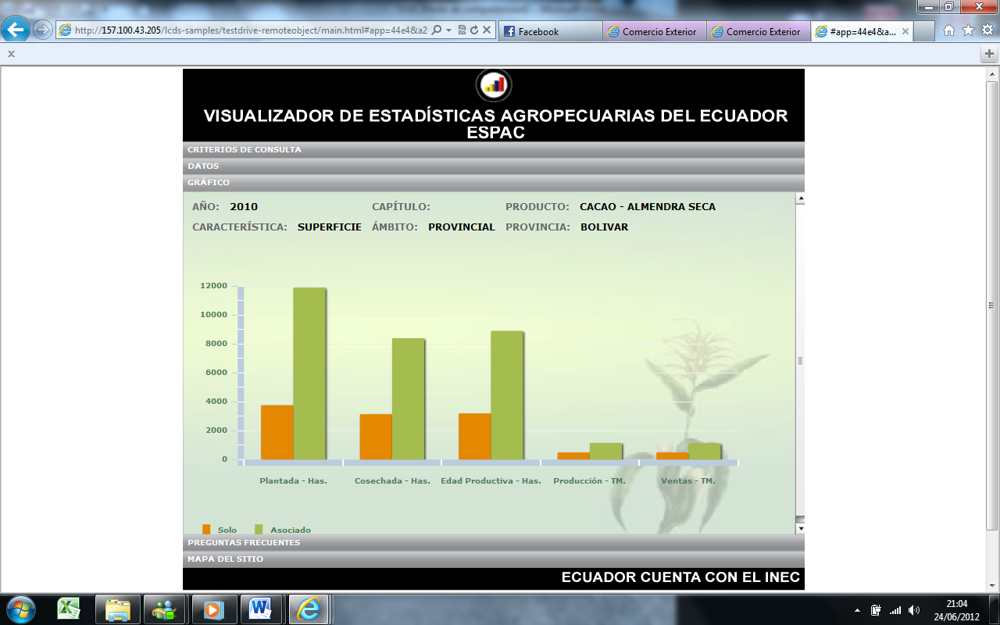 http://157.100.43.205/lcds-samples/testdrive-remoteobject/main.html#app=44e4&a2
Facebook
Comercio Exterior
Comercio Exterior
#app=44e4&a...
VISUALIZADOR DE ESTADÍSTICAS AGROPECUARIAS DEL ECUADOR
ESPAC
CRITERIOS DE CONSULTA
DATOS
GRÁFICO
AÑO: 2010 CAPÍTULO: PRODUCTO: CACAO - ALMENDRA SECA
CARACTERÍSTICA: SUPERFICIE ÁMBITO: PROVINCIAL PROVINCIA: BOLIVAR
12000
10000
8000
6000
4000
2000
0
Plantada - Has. Cosechada - Has. Edad Productiva - Has. Producción - TM. Ventas - TM.
Solo Asociado
PREGUNTAS FRECUENTES
MAPA DEL SITIO
ECUADOR CUENTA CON EL INEC
21:04
24/06/2012